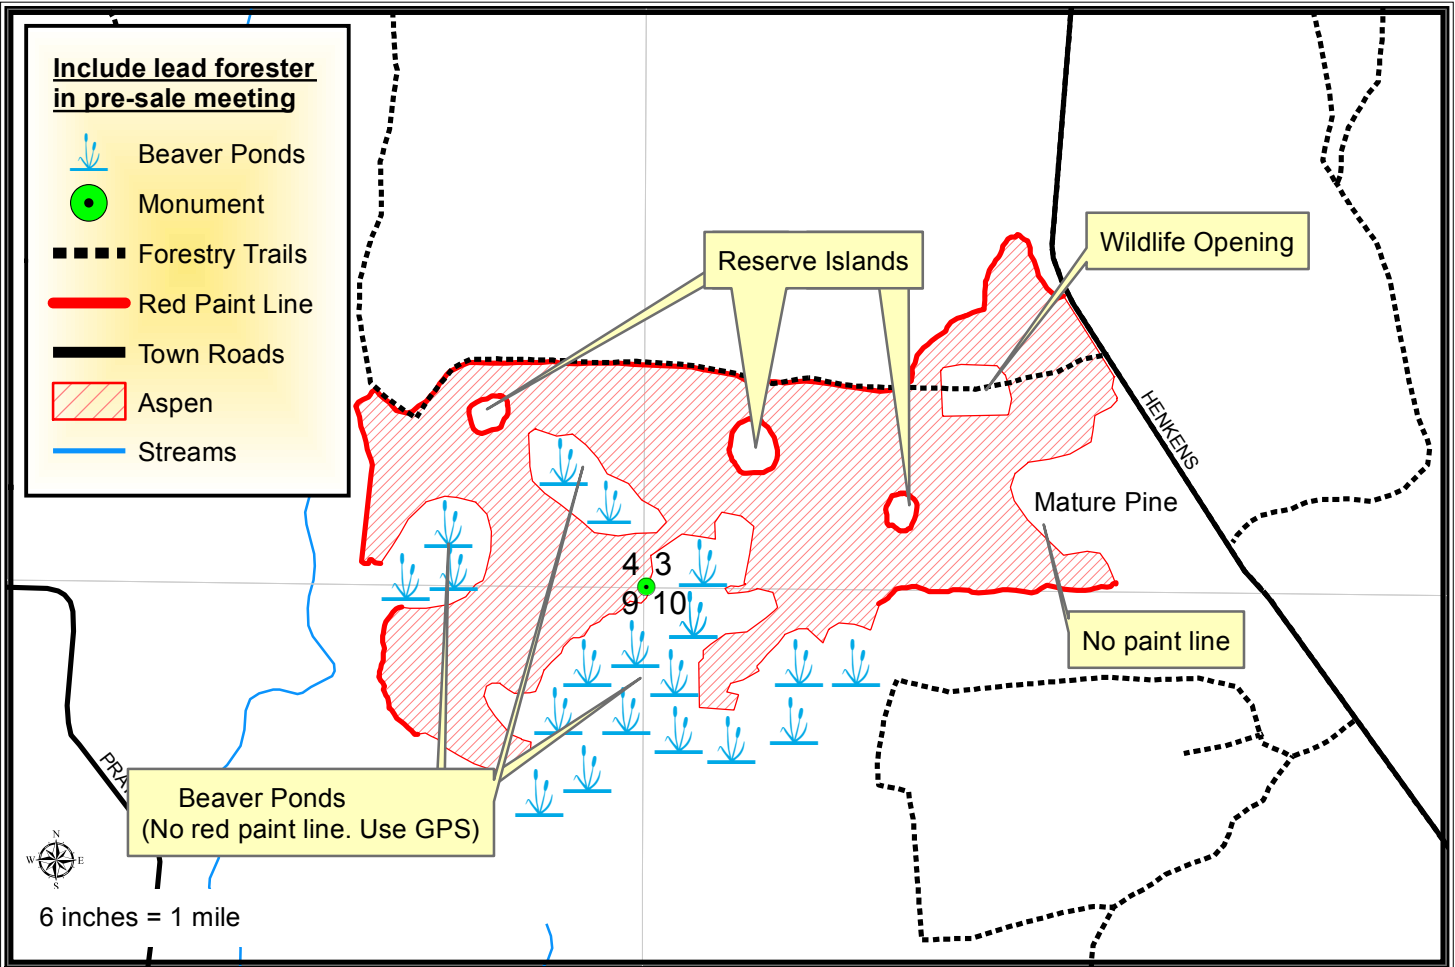 Include lead forester
in pre-sale meeting
Beaver Ponds
Monument
Forestry Trails
Red Paint Line
Town Roads
Aspen
Streams
Reserve Islands
Wildlife Opening
HENKENS
Mature Pine
4 3
9 10
No paint line
Beaver Ponds
(No red paint line. Use GPS)
N
W E
S
6 inches = 1 mile